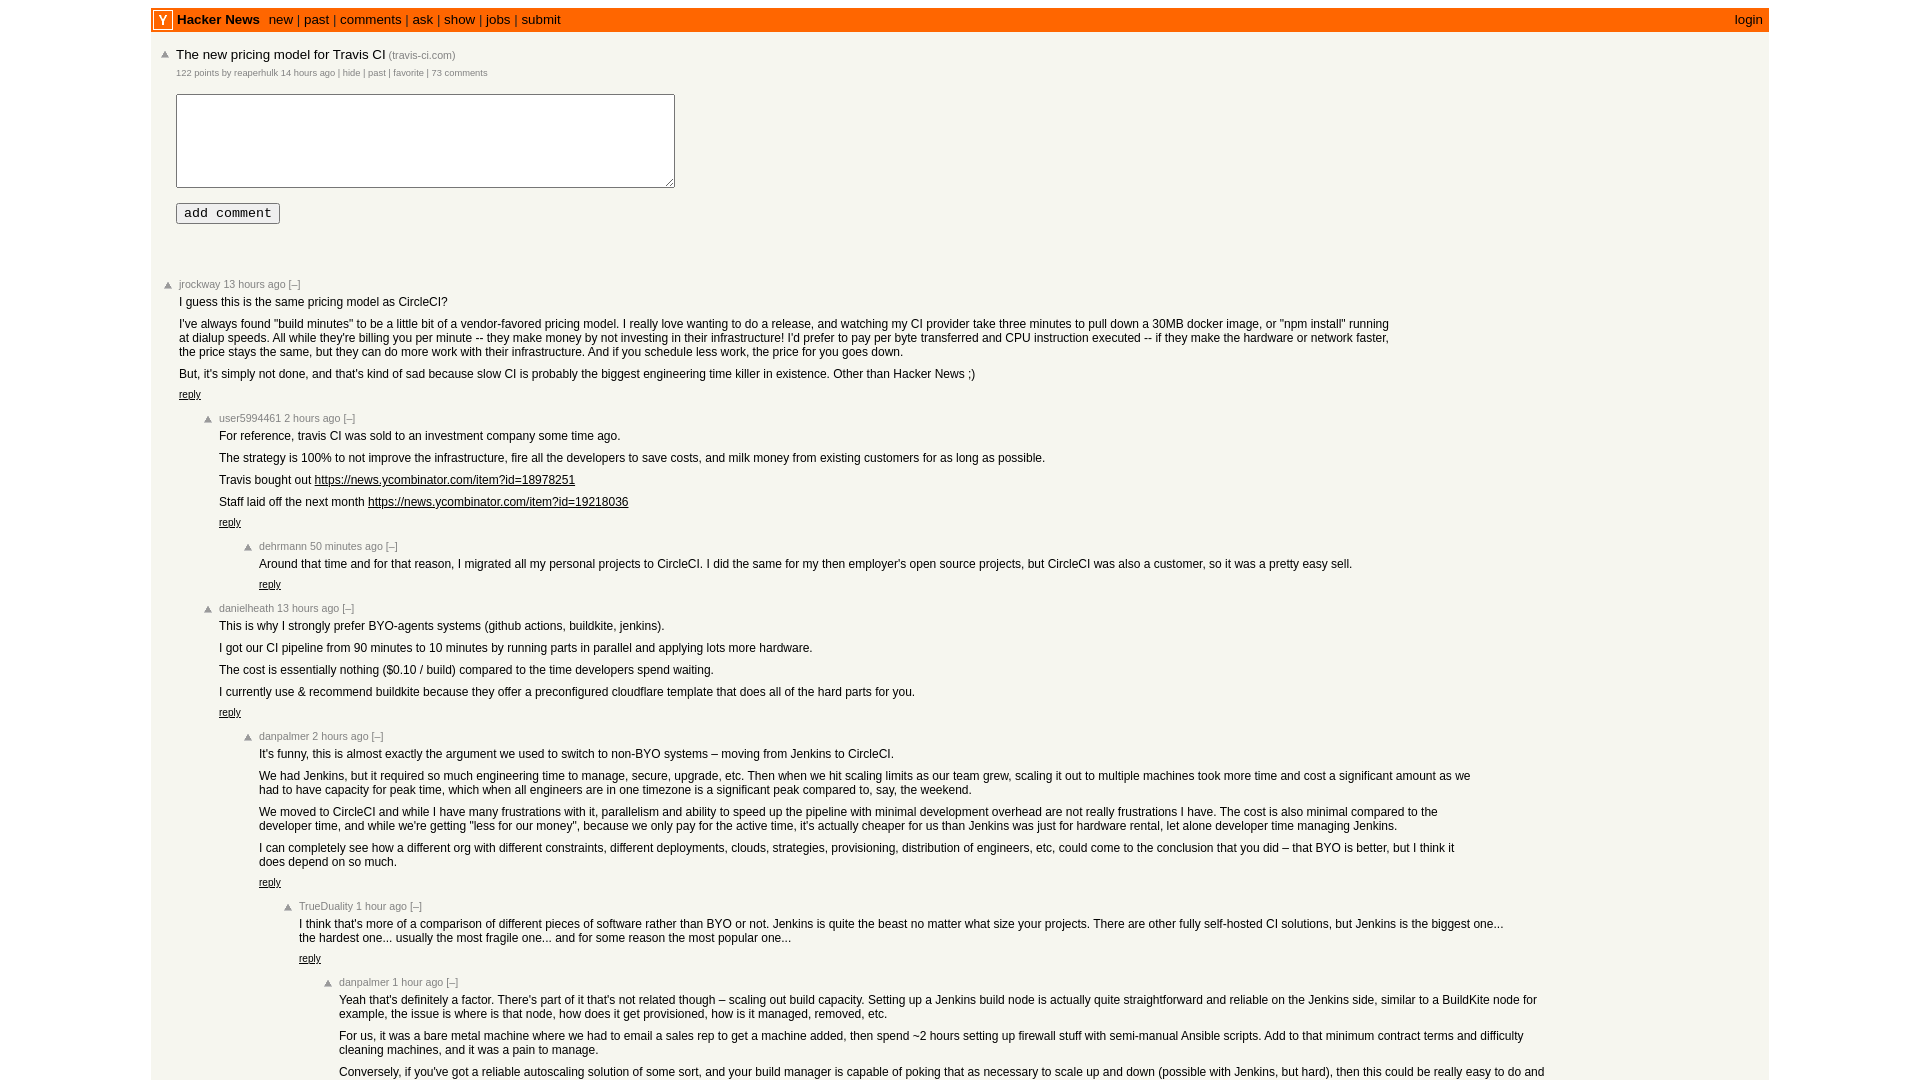 Y Hacker News new | past | comments | ask | show | jobs | submit login
The new pricing model for Travis CI (travis-ci.com)
122 points by reaperhulk 14 hours ago | hide | past | favorite | 73 comments
add comment
jrockway 13 hours ago [–]
I guess this is the same pricing model as CircleCI?
I've always found "build minutes" to be a little bit of a vendor-favored pricing model. I really love wanting to do a release, and watching my CI provider take three minutes to pull down a 30MB docker image, or "npm install" running
at dialup speeds. All while they're billing you per minute -- they make money by not investing in their infrastructure! I'd prefer to pay per byte transferred and CPU instruction executed -- if they make the hardware or network faster,
the price stays the same, but they can do more work with their infrastructure. And if you schedule less work, the price for you goes down.
But, it's simply not done, and that's kind of sad because slow CI is probably the biggest engineering time killer in existence. Other than Hacker News ;)
reply
user5994461 2 hours ago [–]
For reference, travis CI was sold to an investment company some time ago.
The strategy is 100% to not improve the infrastructure, fire all the developers to save costs, and milk money from existing customers for as long as possible.
Travis bought out https://news.ycombinator.com/item?id=18978251
Staff laid off the next month https://news.ycombinator.com/item?id=19218036
reply
dehrmann 50 minutes ago [–]
Around that time and for that reason, I migrated all my personal projects to CircleCI. I did the same for my then employer's open source projects, but CircleCI was also a customer, so it was a pretty easy sell.
reply
danielheath 13 hours ago [–]
This is why I strongly prefer BYO-agents systems (github actions, buildkite, jenkins).
I got our CI pipeline from 90 minutes to 10 minutes by running parts in parallel and applying lots more hardware.
The cost is essentially nothing ($0.10 / build) compared to the time developers spend waiting.
I currently use & recommend buildkite because they offer a preconfigured cloudflare template that does all of the hard parts for you.
reply
danpalmer 2 hours ago [–]
It's funny, this is almost exactly the argument we used to switch to non-BYO systems – moving from Jenkins to CircleCI.
We had Jenkins, but it required so much engineering time to manage, secure, upgrade, etc. Then when we hit scaling limits as our team grew, scaling it out to multiple machines took more time and cost a significant amount as we
had to have capacity for peak time, which when all engineers are in one timezone is a significant peak compared to, say, the weekend.
We moved to CircleCI and while I have many frustrations with it, parallelism and ability to speed up the pipeline with minimal development overhead are not really frustrations I have. The cost is also minimal compared to the
developer time, and while we're getting "less for our money", because we only pay for the active time, it's actually cheaper for us than Jenkins was just for hardware rental, let alone developer time managing Jenkins.
I can completely see how a different org with different constraints, different deployments, clouds, strategies, provisioning, distribution of engineers, etc, could come to the conclusion that you did – that BYO is better, but I think it
does depend on so much.
reply
TrueDuality 1 hour ago [–]
I think that's more of a comparison of different pieces of software rather than BYO or not. Jenkins is quite the beast no matter what size your projects. There are other fully self-hosted CI solutions, but Jenkins is the biggest one...
the hardest one... usually the most fragile one... and for some reason the most popular one...
reply
danpalmer 1 hour ago [–]
Yeah that's definitely a factor. There's part of it that's not related though – scaling out build capacity. Setting up a Jenkins build node is actually quite straightforward and reliable on the Jenkins side, similar to a BuildKite node for
example, the issue is where is that node, how does it get provisioned, how is it managed, removed, etc.
For us, it was a bare metal machine where we had to email a sales rep to get a machine added, then spend ~2 hours setting up firewall stuff with semi-manual Ansible scripts. Add to that minimum contract terms and difficulty
cleaning machines, and it was a pain to manage.
Conversely, if you've got a reliable autoscaling solution of some sort, and your build manager is capable of poking that as necessary to scale up and down (possible with Jenkins, but hard), then this could be really easy to do and